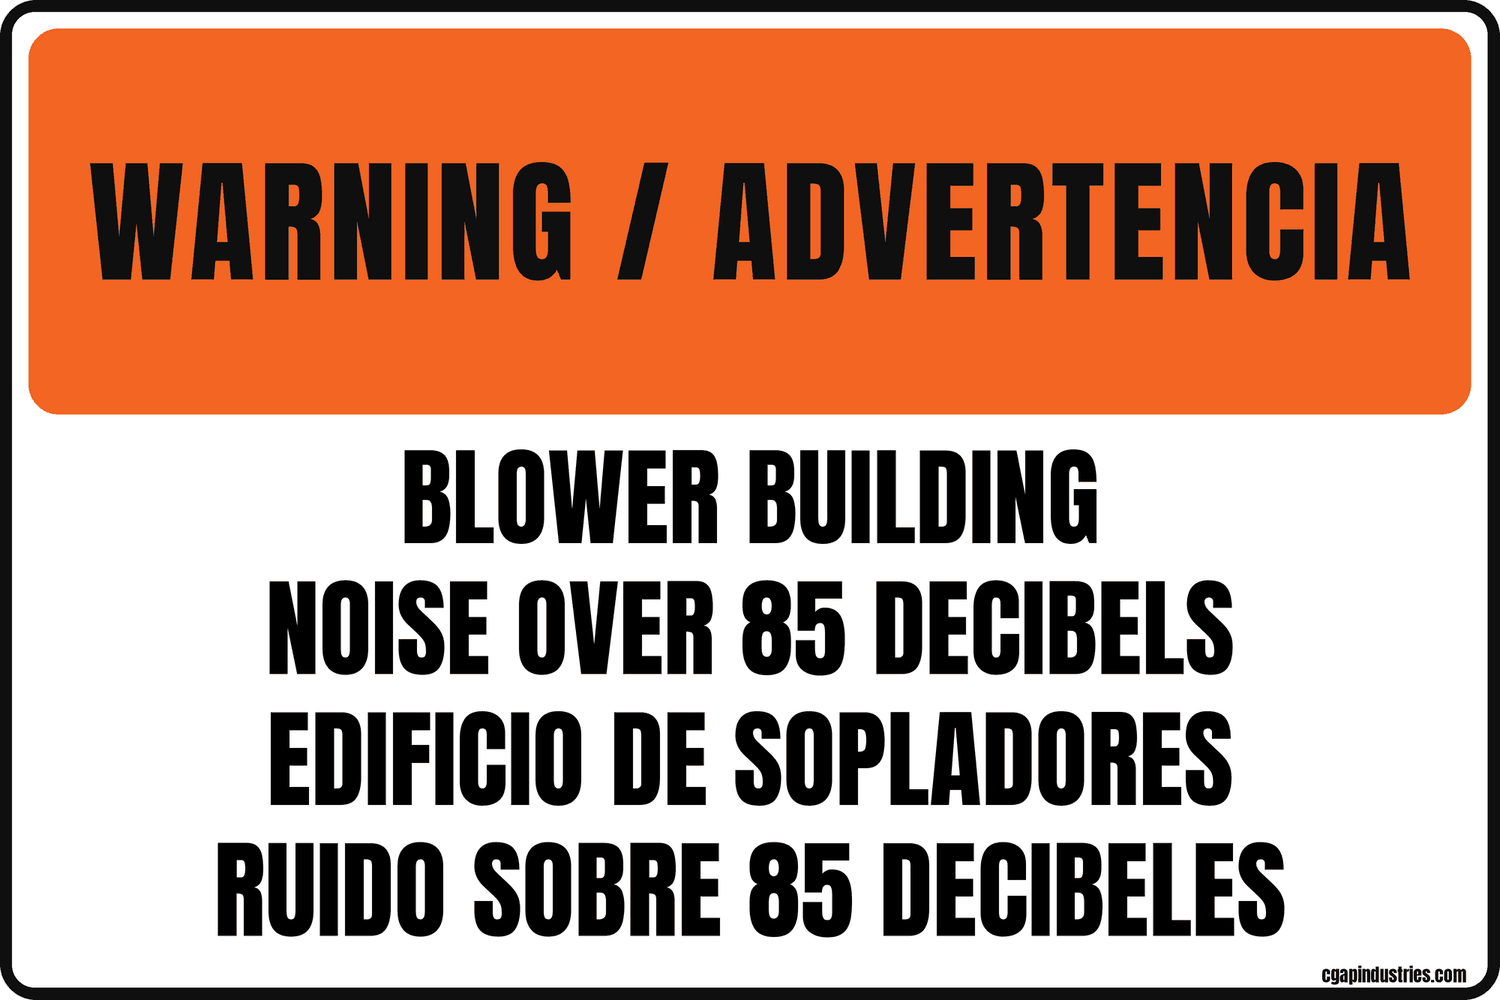 WARNING / ADVERTENCIA
BLOWER BUILDING
NOISE OVER 85 DECIBELS
EDIFICIO DE SOPLADORES
RUIDO SOBRE 85 DECIBELES
cgapindustries.com